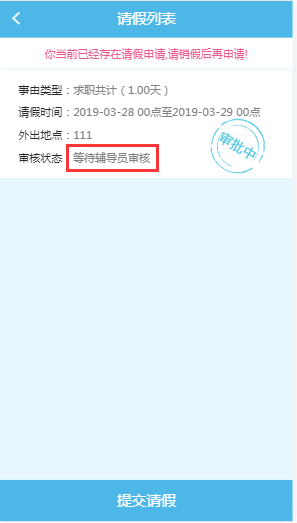 请假列表
你当前已经存在请假申请,请销假后再申请!
事由类型：求职共计（1.00天）
请假时间：2019-03-28 00点至2019-03-29 00点
外出地点：111
审核状态：等待辅导员审核
审批中
提交请假